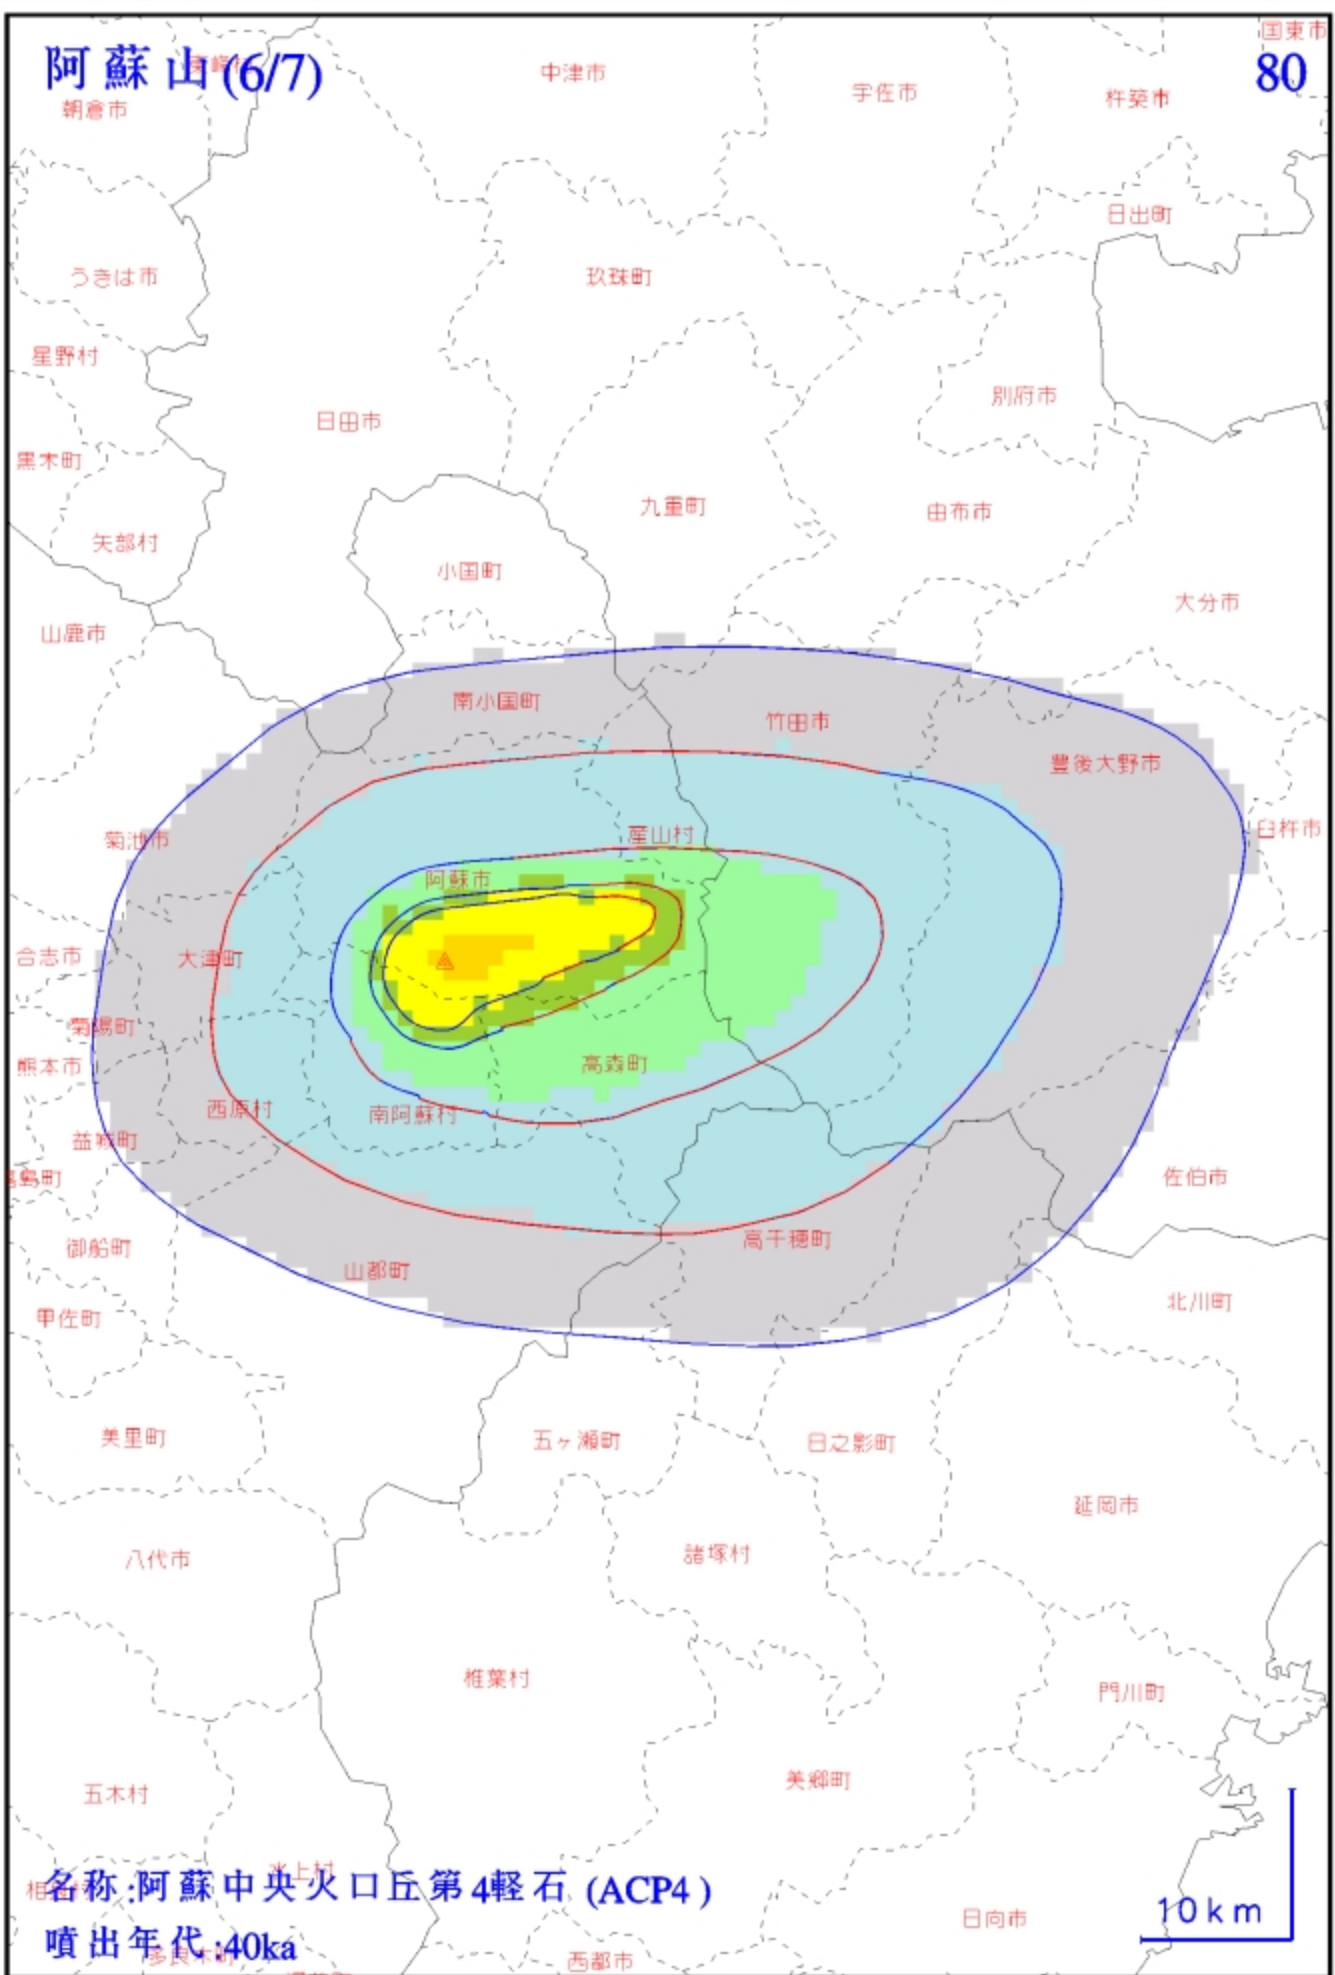 阿蘇山(6/7)
80
国東市
中津市
宇佐市
杵築市
朝倉市
日出町
うきは市
玖珠町
星野村
別府市
日田市
黒木町
九重町
由布市
矢部村
小国町
大分市
山鹿市
南小国町
竹田市
豊後大野市
臼杵市
産山村
菊池市
阿蘇市
合志市
大津町
菊陽町
熊本市
高森町
西原村
南阿蘇村
益城町
佐伯市
御船町
高千穂町
山都町
北川町
甲佐町
美里町
五ヶ瀬町
日之影町
延岡市
八代市
諸塚村
椎葉村
門川町
美郷町
五木村
水上村
名称:阿蘇中央火口丘第4軽石 (ACP4 )
10km
日向市
噴出年代:40ka
多良木町
西都市